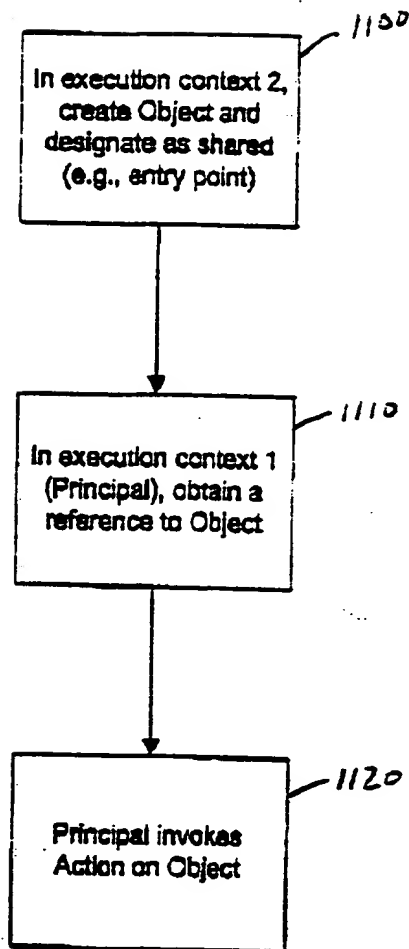 1100
In execution context 2,
create Object and
designate as shared
(e.g., entry point)
1110
In execution context 1
(Principal), obtain a
reference to Object
1120
Principal invokes
Action on Object